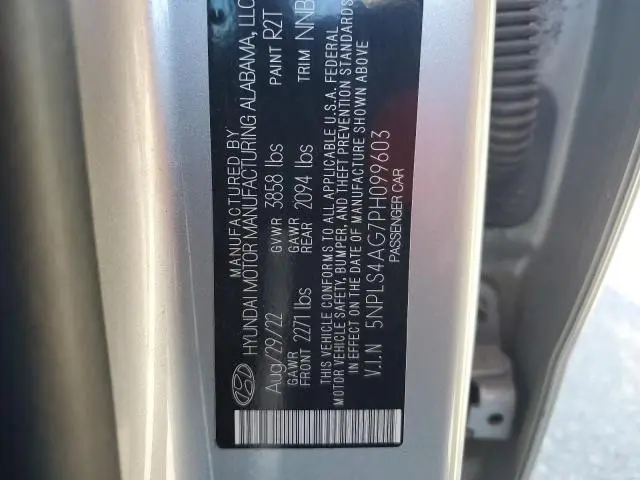 MANUFACTURED BY
HYUNDAI MOTOR MANUFACTURING ALABAMA, LLC
Aug/29/22 GVWR 3858 lbs PAINT R2T
GAWR FRONT 2271 lbs GAWR REAR 2094 lbs TRIM NNB
THIS VEHICLE CONFORMS TO ALL APPLICABLE U.S.A. FEDERAL
MOTOR VEHICLE SAFETY, BUMPER, AND THEFT PREVENTION STANDARDS
IN EFFECT ON THE DATE OF MANUFACTURE SHOWN ABOVE
V.I.N 5NPLS4AG7PH099603
PASSENGER CAR